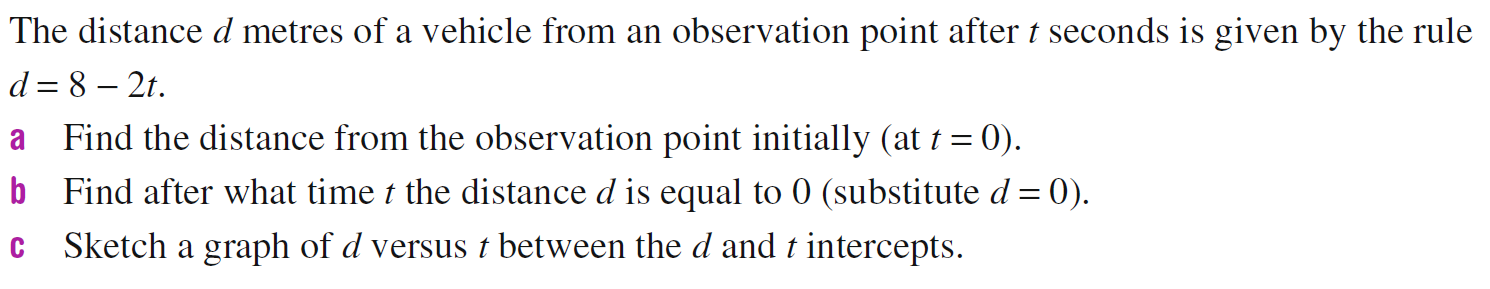 The distance d metres of a vehicle from an observation point after t seconds is given by the rule
d = 8 – 2t.
a Find the distance from the observation point initially (at t = 0).
b Find after what time t the distance d is equal to 0 (substitute d = 0).
c Sketch a graph of d versus t between the d and t intercepts.